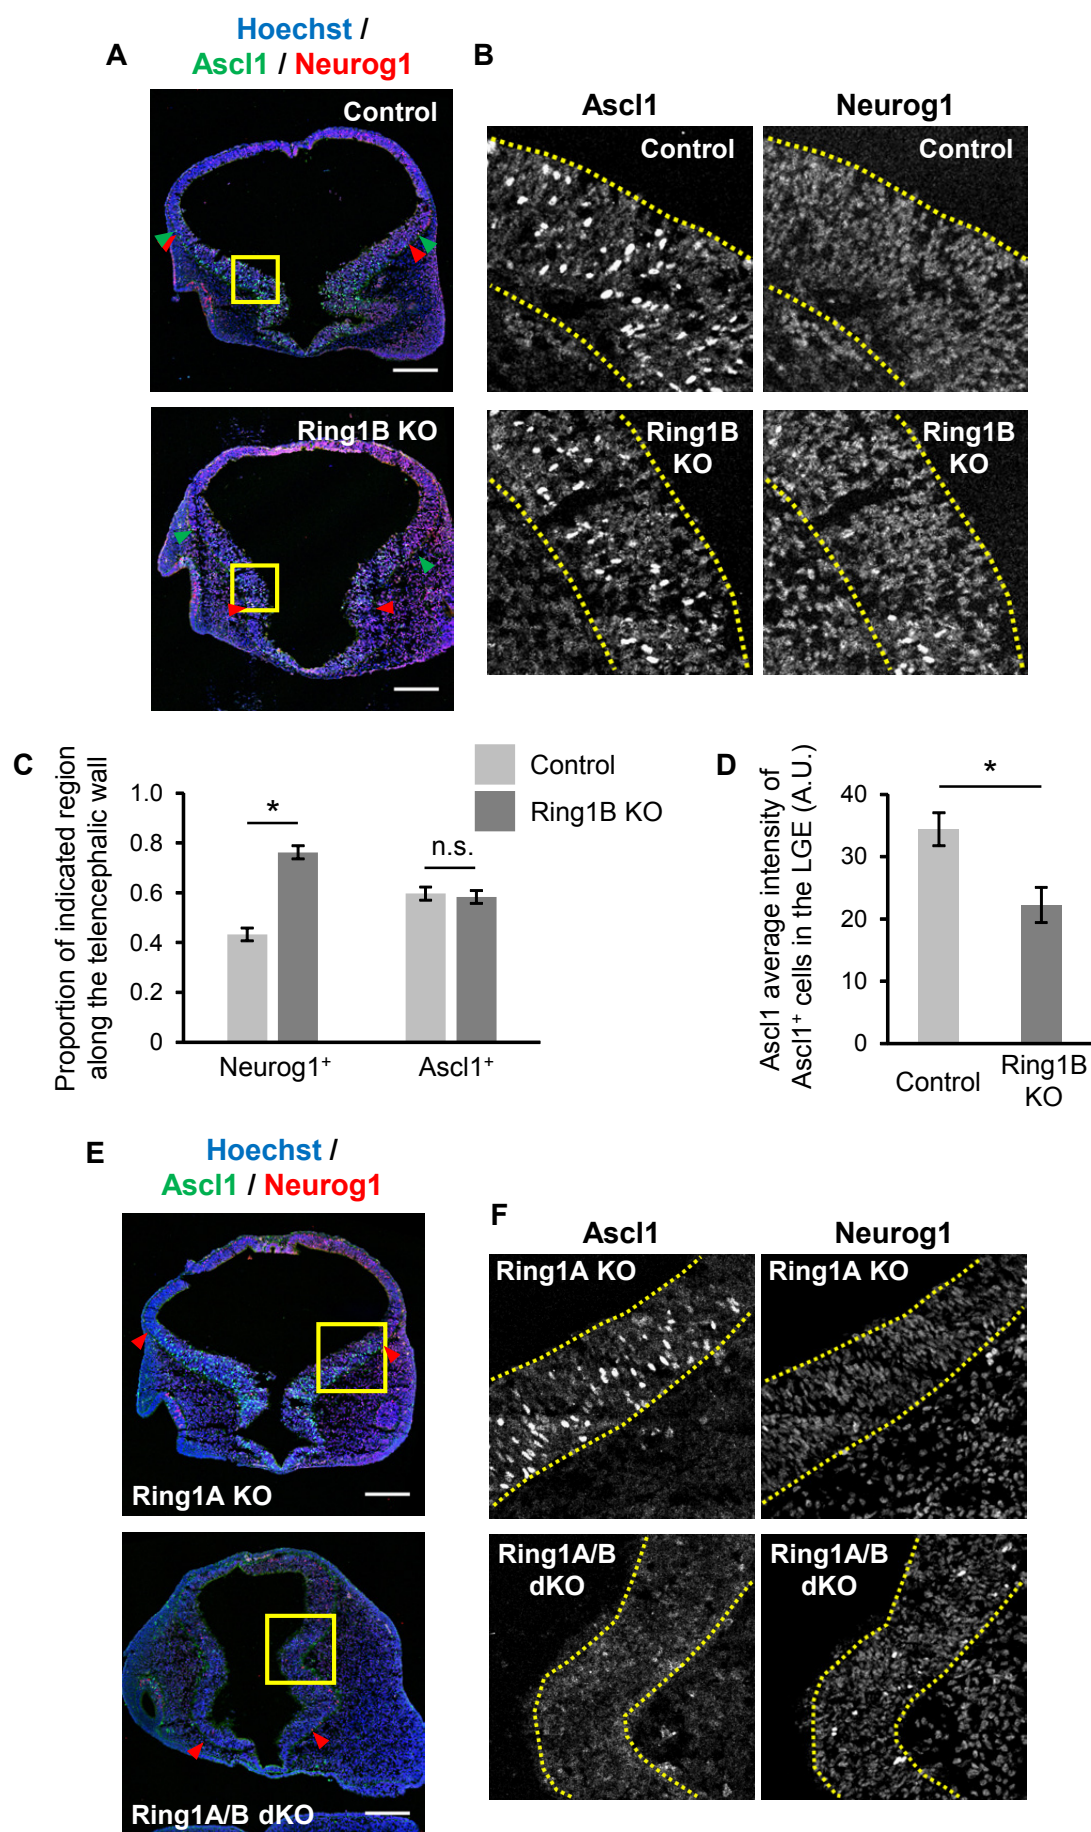 A
Hoechst /
Ascl1 / Neurog1
Control
Ring1B KO
B
Ascl1
Neurog1
Control
Control
Ring1B
KO
Ring1B
KO
C
Proportion of indicated region
along the telencephalic wall
1.0
0.8
0.6
0.4
0.2
0
*
n.s.
Neurog1⁺
Ascl1⁺
Control
Ring1B KO
D
Ascl1 average intensity of
Ascl1⁺ cells in the LGE (A.U.)
40
30
20
10
0
*
Control
Ring1B
KO
E
Hoechst /
Ascl1 / Neurog1
Ring1A KO
Ring1A/B dKO
F
Ascl1
Neurog1
Ring1A KO
Ring1A KO
Ring1A/B
dKO
Ring1A/B
dKO